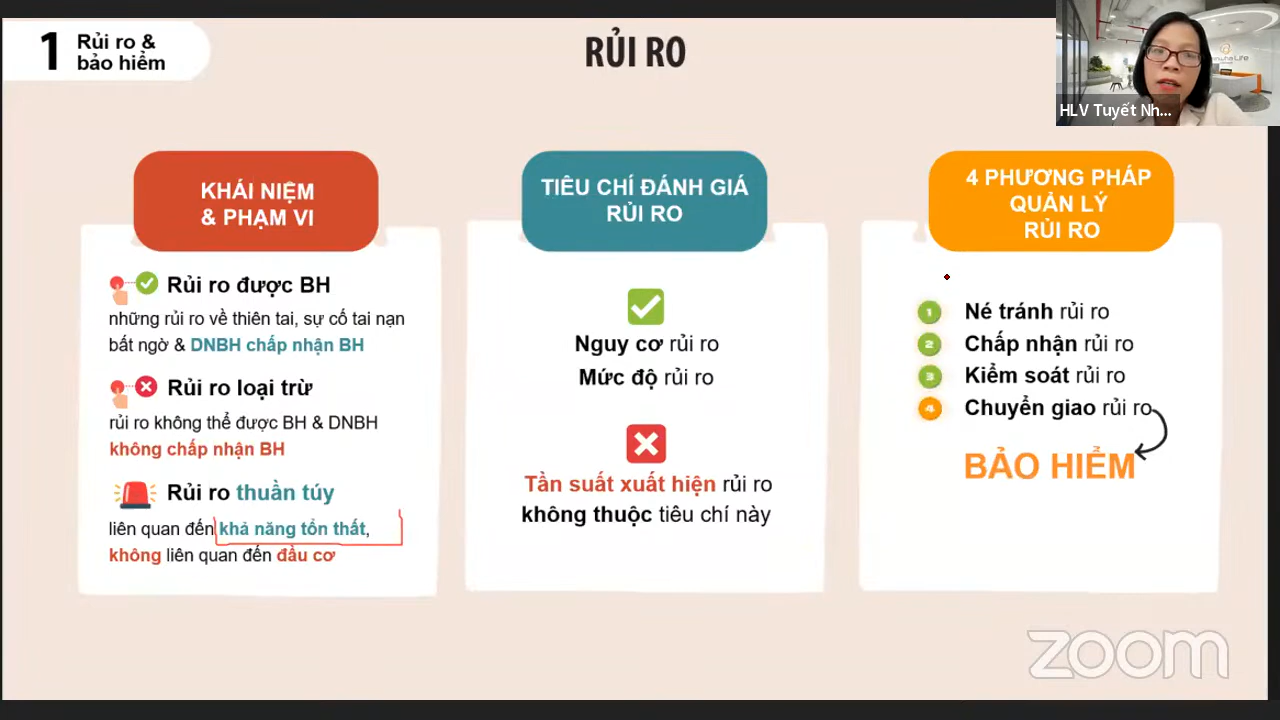 1
Rủi ro &
bảo hiểm
RỦI RO
HLV Tuyết Nh...
KHÁI NIỆM
& PHẠM VI
Rủi ro được BH
những rủi ro về thiên tai, sự cố tai nạn
bất ngờ & DNBH chấp nhận BH
Rủi ro loại trừ
rủi ro không thể được BH & DNBH
không chấp nhận BH
Rủi ro thuần túy
liên quan đến khả năng tổn thất,
không liên quan đến đầu cơ
TIÊU CHÍ ĐÁNH GIÁ
RỦI RO
Nguy cơ rủi ro
Mức độ rủi ro
Tần suất xuất hiện rủi ro
không thuộc tiêu chí này
4 PHƯƠNG PHÁP
QUẢN LÝ
RỦI RO
1 Né tránh rủi ro
2 Chấp nhận rủi ro
3 Kiểm soát rủi ro
4 Chuyển giao rủi ro
BẢO HIỂM
zoom